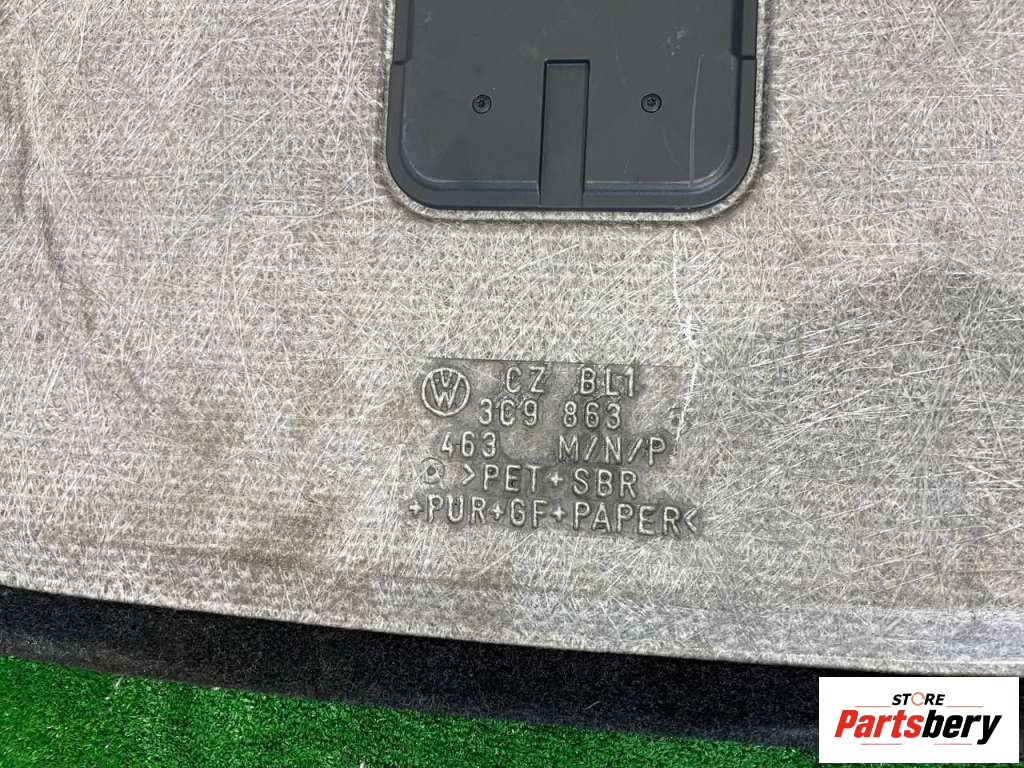 CZ BL1
3C9 863
463 M/N/P
>PET+SBR
+PUR+GF+PAPER<
STORE
Partsbery